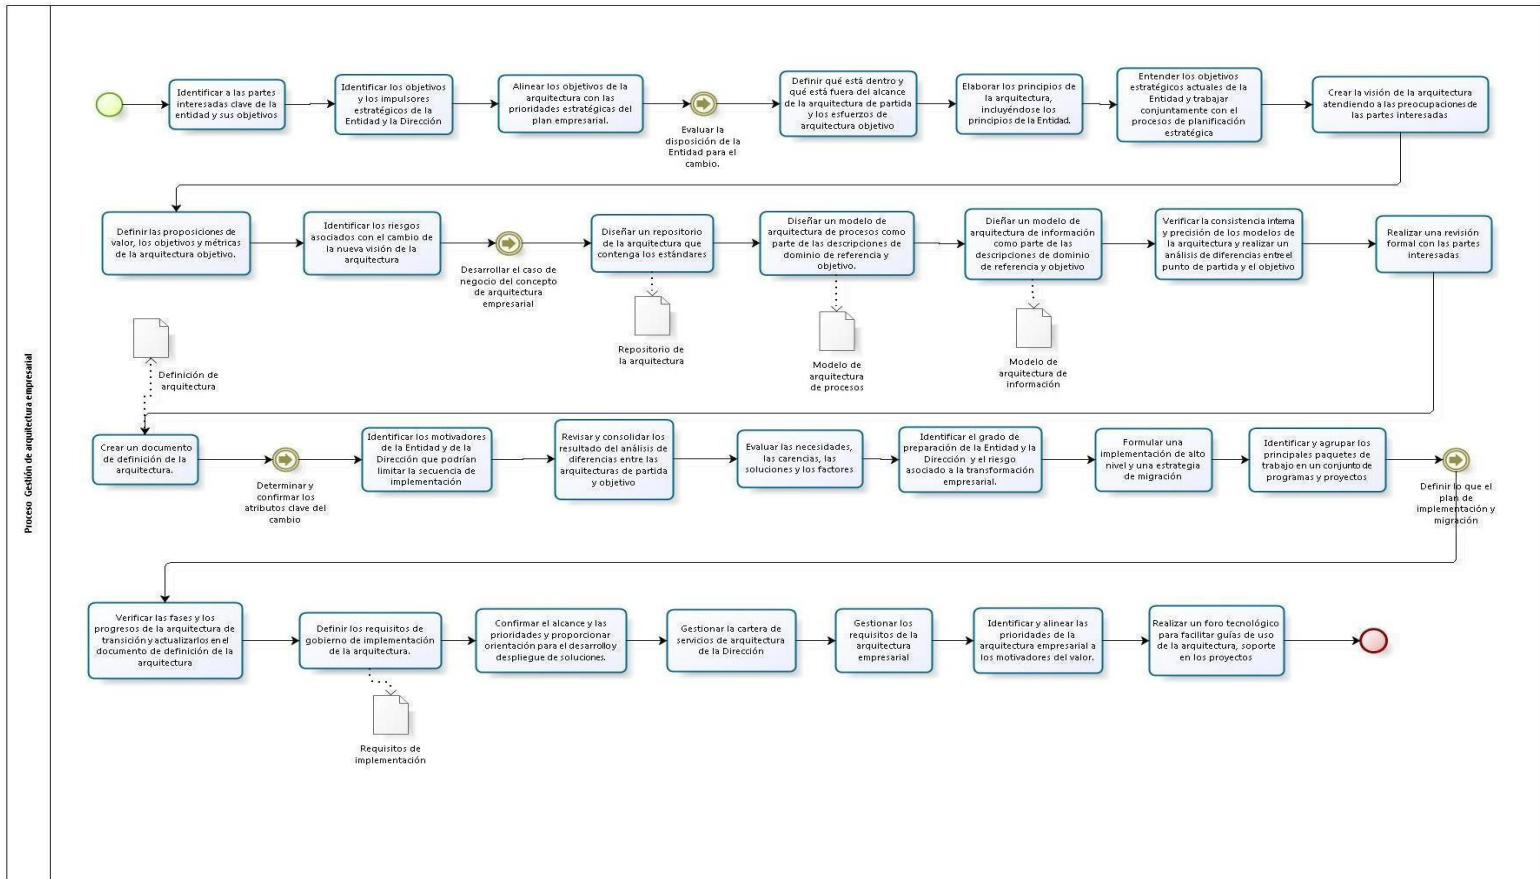 Proceso Gestión de arquitectura empresarial
Identificar a las partes
interesadas clave de la
entidad y sus objetivos
Identificar los objetivos
y los impulsores
estratégicos de la
Entidad y la Dirección
Alinear los objetivos de la
arquitectura con las
prioridades estratégicas del
plan empresarial.
Evaluar la
disposición de la
Entidad para el
cambio.
Definir qué está dentro y
qué está fuera del alcance
de la arquitectura de partida
y los esfuerzos de
arquitectura objetivo
Elaborar los principios de
la arquitectura,
incluyéndose los
principios de la Entidad.
Entender los objetivos
estratégicos actuales de la
Entidad y trabajar
conjuntamente con el
procesos de planificación
estratégica
Crear la visión de la arquitectura
atendiendo a las preocupaciones de
las partes interesadas
Definir las proposiciones de
valor, los objetivos y métricas
de la arquitectura objetivo.
Identificar los riesgos
asociados con el cambio de
la nueva visión de la
arquitectura
Desarrollar el caso de
negocio del concepto
de arquitectura
empresarial
Diseñar un repositorio
de la arquitectura que
contenga los estándares
Repositorio de
la arquitectura
Diseñar un modelo de
arquitectura de procesos como
parte de las descripciones de
dominio de referencia y
objetivo.
Modelo de
arquitectura
de procesos
Dieñar un modelo de
arquitectura de información
como parte de las
descripciones de dominio de
referencia y objetivo
Modelo de
arquitectura de
información
Verificar la consistencia interna
y precisión de los modelos de
la arquitectura y realizar un
análisis de diferencias entre el
punto de partida y el objetivo
Realizar una revisión
formal con las partes
interesadas
Definición de
arquitectura
Crear un documento
de definición de la
arquitectura.
Determinar y
confirmar los
atributos clave del
cambio
Identificar los motivadores
de la Entidad y de la
Dirección que podrían
limitar la secuencia de
implementación
Revisar y consolidar los
resultado del análisis de
diferencias entre las
arquitecturas de partida
y objetivo
Evaluar las necesidades,
las carencias, las
soluciones y los factores
Identificar el grado de
preparación de la Entidad y la
Dirección y el riesgo
asociado a la transformación
empresarial.
Formular una
implementación de alto
nivel y una estrategia
de migración
Identificar y agrupar los
principales paquetes de
trabajo en un conjunto de
programas y proyectos
Definir lo que el
plan de
implementación y
migración
Verificar las fases y los
progresos de la arquitectura de
transición y actualizarlos en el
documento de definición de la
arquitectura
Definir los requisitos de
gobierno de implementación
de la arquitectura.
Requisitos de
implementación
Confirmar el alcance y las
prioridades y proporcionar
orientación para el desarrollo y
despliegue de soluciones.
Gestionar la cartera de
servicios de arquitectura
de la Dirección
Gestionar los
requisitos de la
arquitectura
empresarial
Identificar y alinear las
prioridades de la
arquitectura empresarial a
los motivadores del valor.
Realizar un foro tecnológico
para facilitar guías de uso
de la arquitectura, soporte
en los proyectos